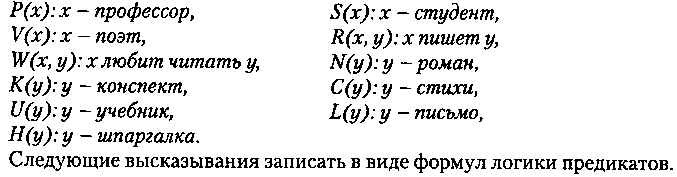 P(x): x – профессор, S(x): x – студент,
V(x): x – поэт, R(x, y): x пишет y,
W(x, y): x любит читать y, N(y): y – роман,
K(y): y – конспект, C(y): y – стихи,
U(y): y – учебник, L(y): y – письмо,
H(y): y – шпаргалка.
Следующие высказывания записать в виде формул логики предикатов.